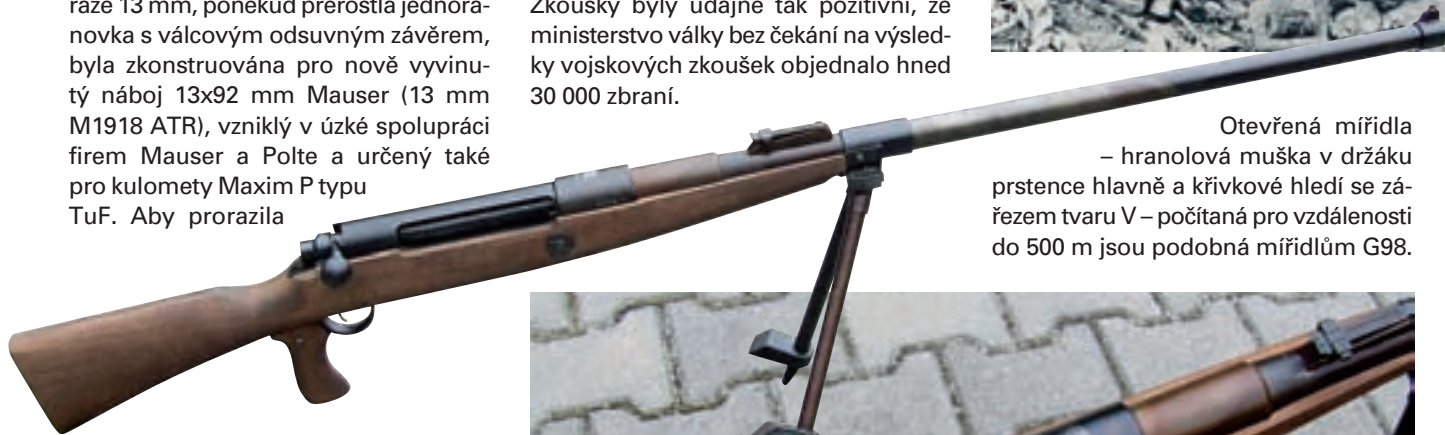 ráže 13 mm, poněkud přerostlá jednora-
novka s válcovým odsuvným závěrem,
byla zkonstruována pro nově vyvinu-
tý náboj 13x92 mm Mauser (13 mm
M1918 ATR), vzniklý v úzké spolupráci
firem Mauser a Polte a určený také
pro kulomety Maxim P typu
TuF. Aby prorazila
Zkoušky byly údajně tak pozitivní, že
ministerstvo války bez čekání na výsled-
ky vojskových zkoušek objednalo hned
30 000 zbraní.
Otevřená mířidla
– hranolová muška v držáku
prstence hlavně a křivkové hledí se zá-
řezem tvaru V – počítaná pro vzdálenosti
do 500 m jsou podobná mířidlům G98.